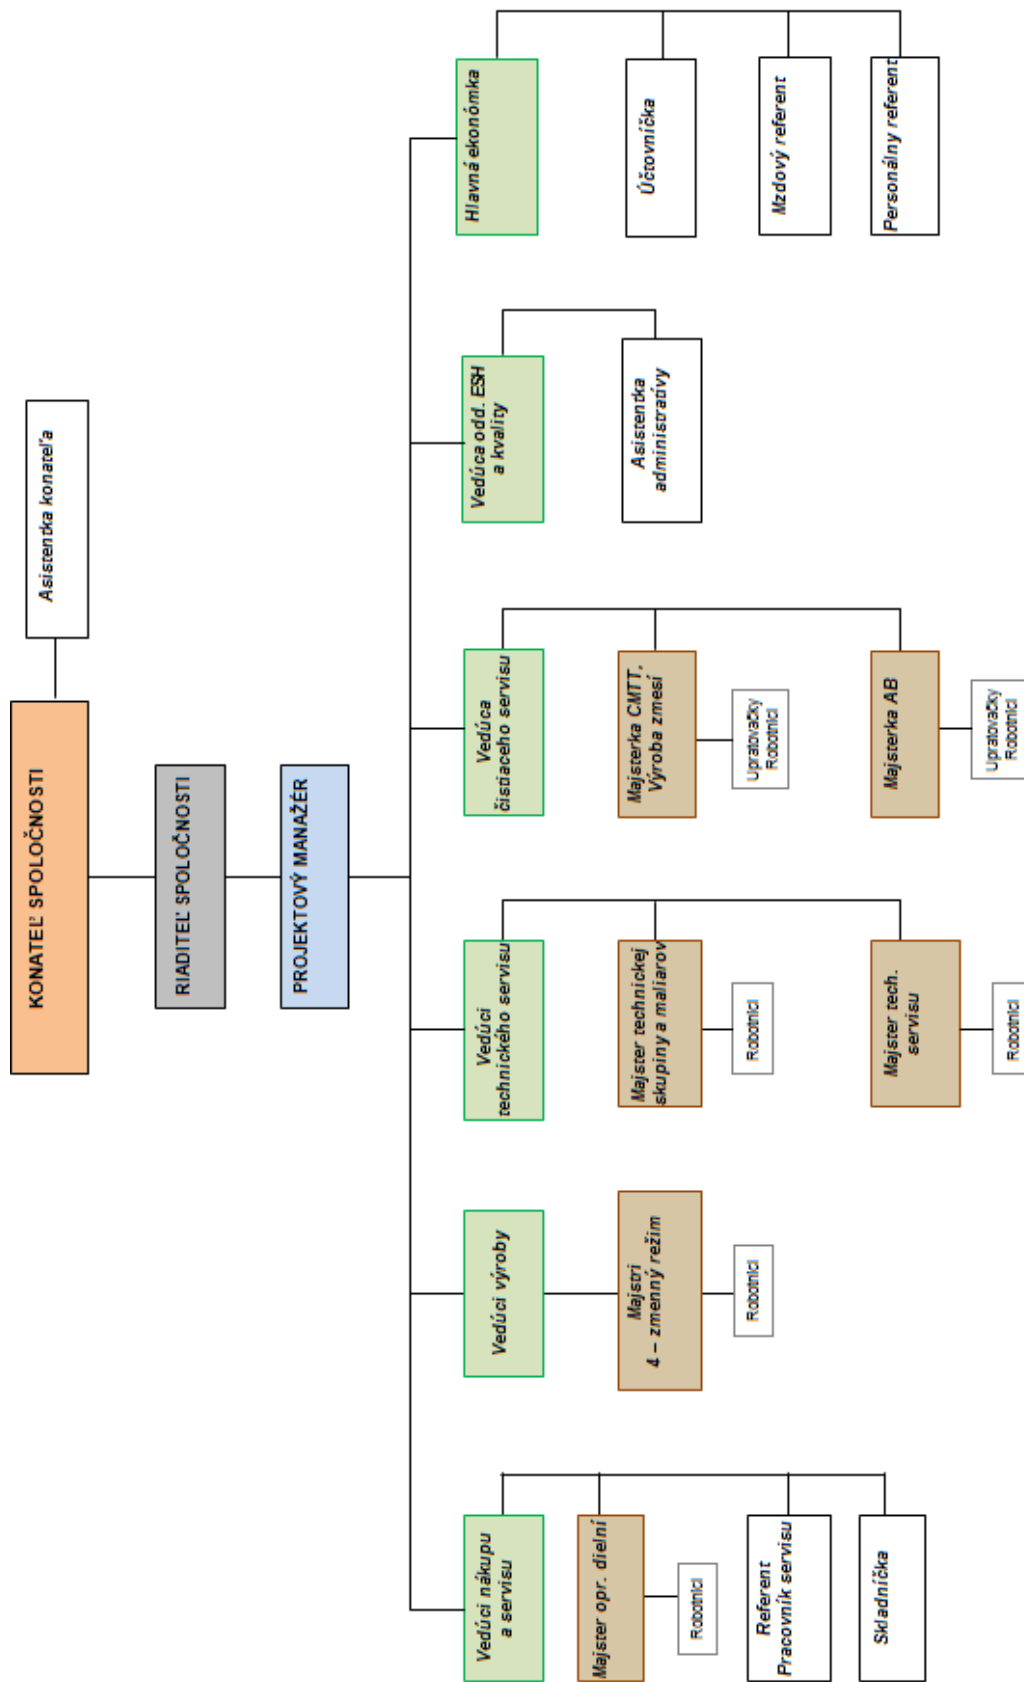 KONATEĽ SPOLOČNOSTI
Asistentka konateľa
RIADITEĽ SPOLOČNOSTI
PROJEKTOVÝ MANAŽÉR
Vedúci nákupu
a servisu
Majster opr. dielní
Robotníci
Referent
Pracovník servisu
Skladníčka
Vedúci výroby
Majstri
4 – zmenný režim
Robotníci
Vedúci
technického servisu
Majster technickej
skupiny a maliarov
Robotníci
Majster tech.
servisu
Robotníci
Vedúca
čistiaceho servisu
Majsterka CMTT,
Výroba zmesí
Upratovačky
Robotníci
Majsterka AB
Upratovačky
Robotníci
Vedúca odd. ESH
a kvality
Asistentka
administratívy
Hlavná ekonómka
Účtovníčka
Mzdový referent
Personálny referent